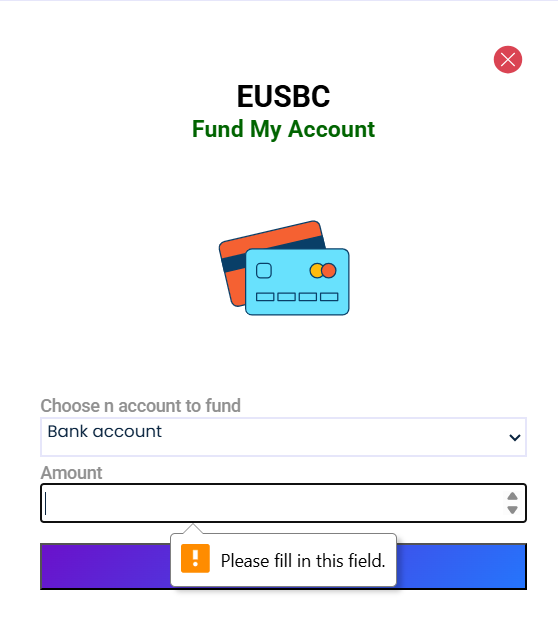 EUSBC
Fund My Account
Choose n account to fund
Bank account
Amount
Please fill in this field.